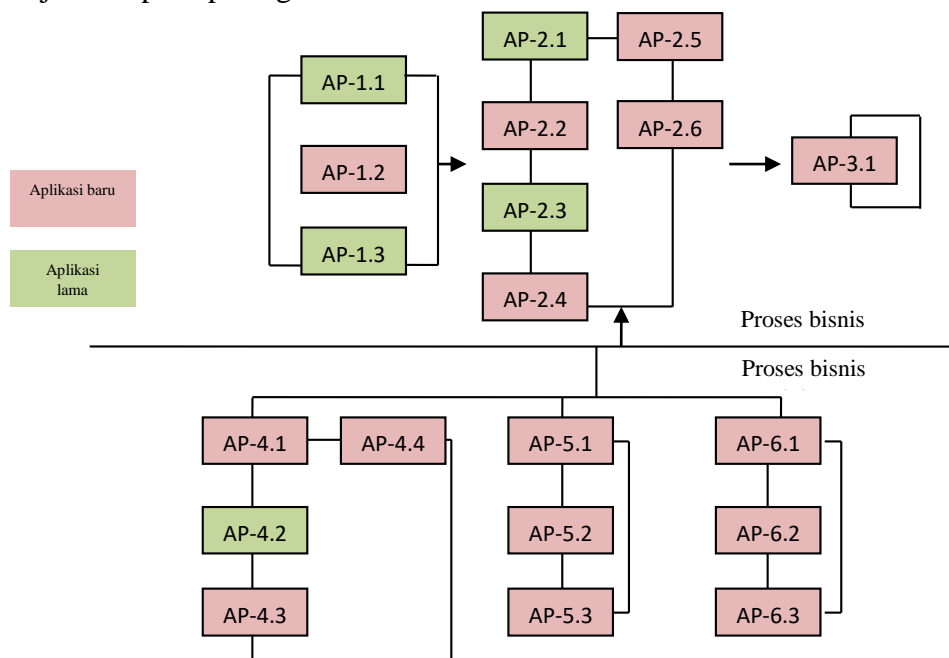 AP-2.1
AP-2.5
AP-1.1
AP-2.2
AP-2.6
AP-1.2
AP-3.1
Aplikasi baru
AP-2.3
AP-1.3
Aplikasi
lama
AP-2.4
Proses bisnis
Proses bisnis
AP-4.1
AP-4.4
AP-5.1
AP-6.1
AP-4.2
AP-5.2
AP-6.2
AP-4.3
AP-5.3
AP-6.3